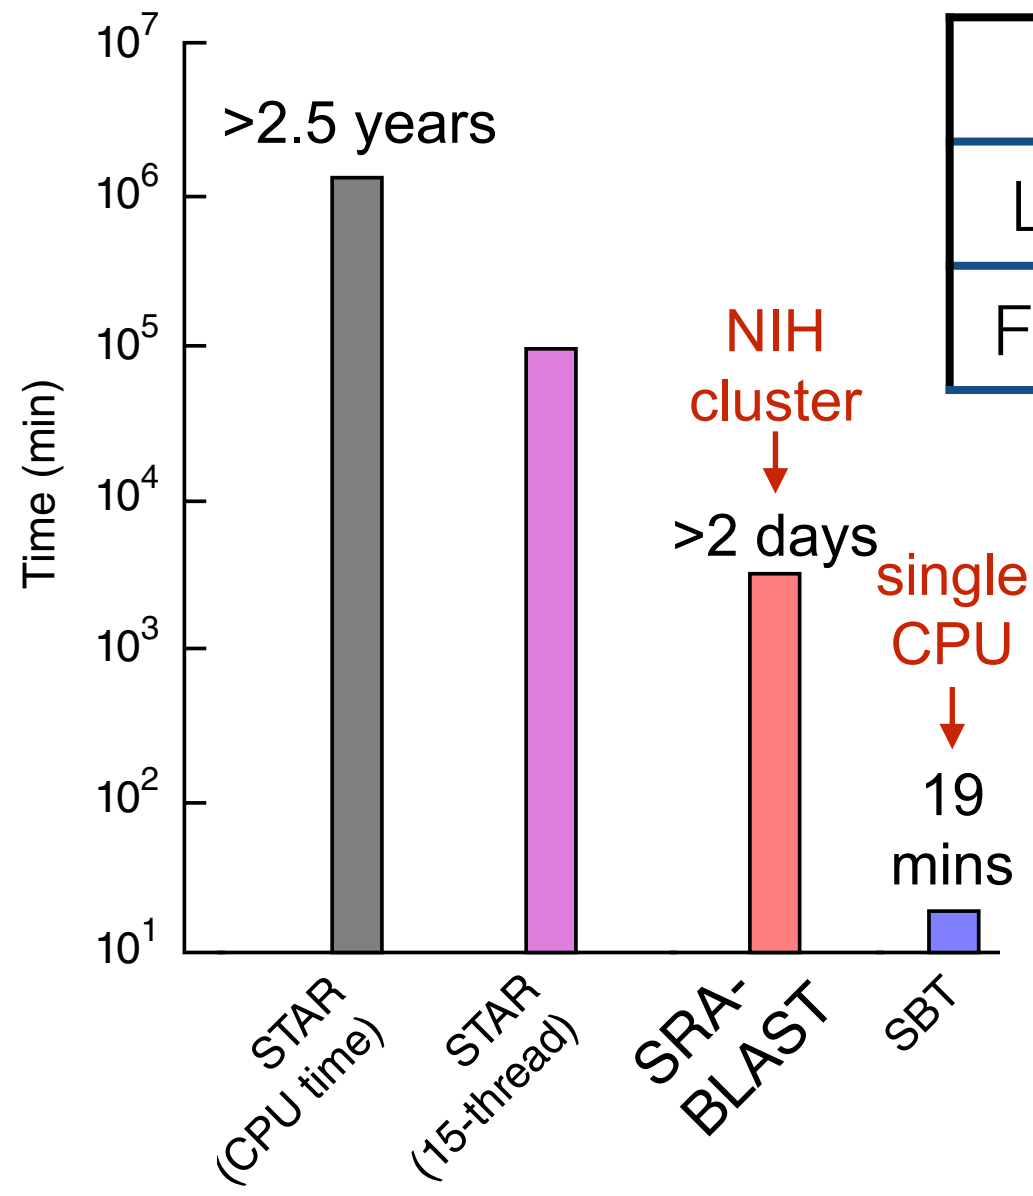 10^7
>2.5 years
10^6
10^5
10^4
10^3
10^2
10^1
Time (min)
NIH
cluster
>2 days
single
CPU
19
mins
STAR
(CPU time)
STAR
(15-thread)
SRA-
BLAST
SBT
L
F